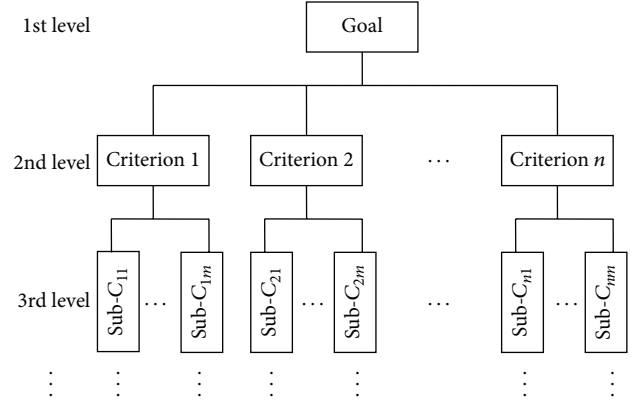 1st level
Goal
2nd level
Criterion 1
Criterion 2
...
Criterion n
3rd level
Sub-C11
...
Sub-C1m
Sub-C21
...
Sub-C2m
...
Sub-Cn1
...
Sub-Cnm